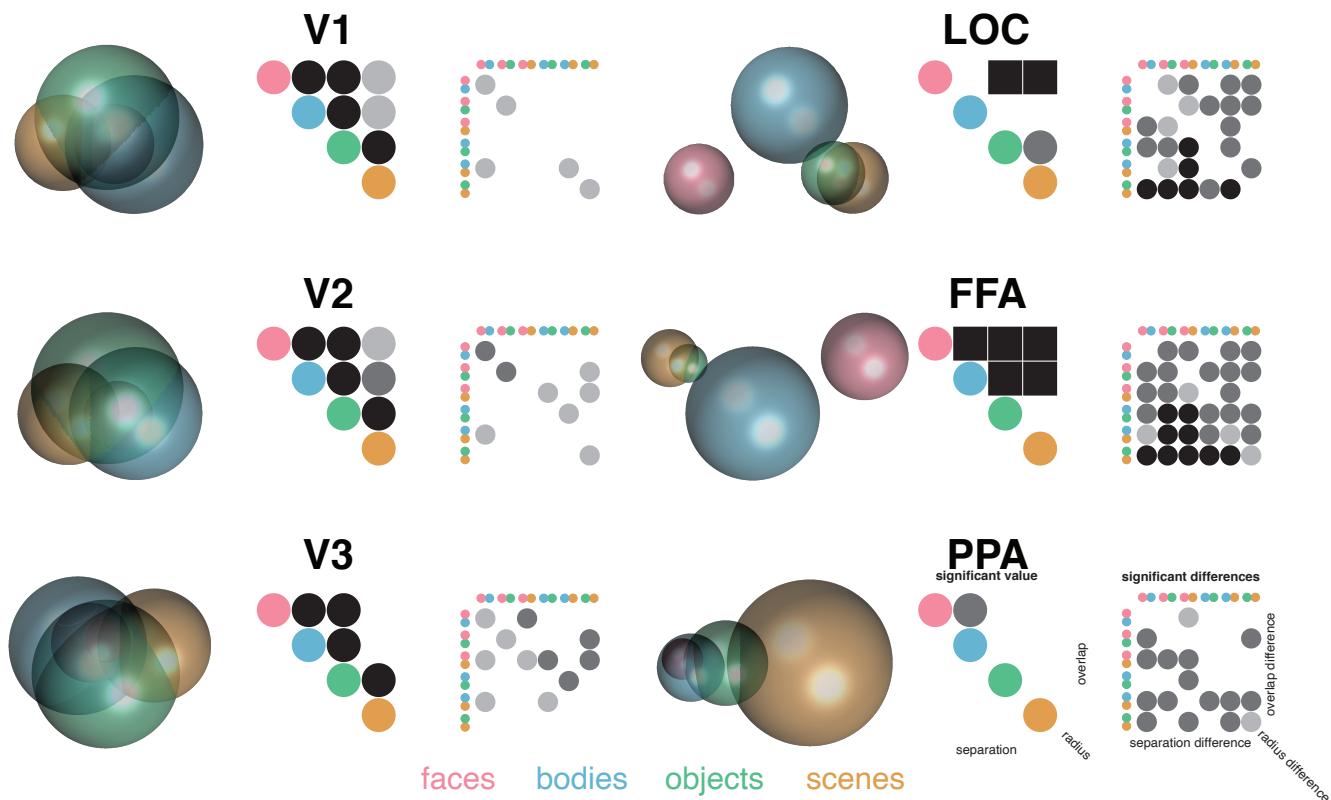 V1
LOC
V2
FFA
V3
PPA
significant value
significant differences
overlap
overlap difference
radius
separation
separation difference
radius difference
faces bodies objects scenes